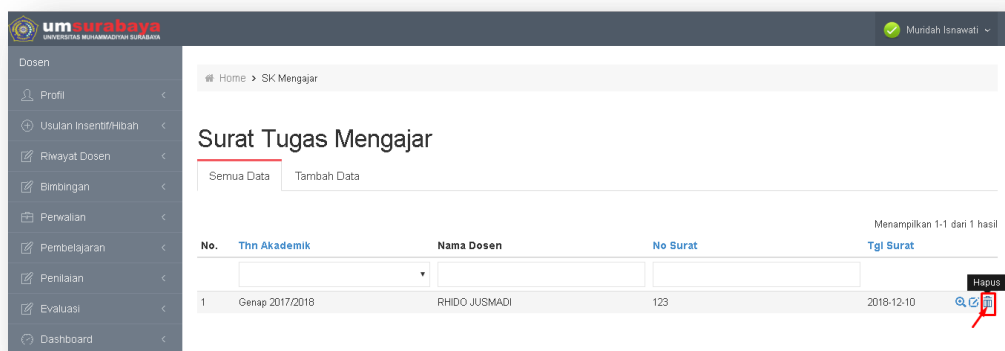 umsurabaya
UNIVERSITAS MUHAMMADIYAH SURABAYA
Muridah Isnawati
Dosen
Home > SK Mengajar
Profil
Usulan Insentif/Hibah
Riwayat Dosen
Bimbingan
Perwalian
Pembelajaran
Penilaian
Evaluasi
Dashboard
Surat Tugas Mengajar
Semua Data Tambah Data
Menampilkan 1-1 dari 1 hasil
No. Thn Akademik Nama Dosen No Surat Tgl Surat
Hapus
1 Genap 2017/2018 RHIDO JUSMADI 123 2018-12-10